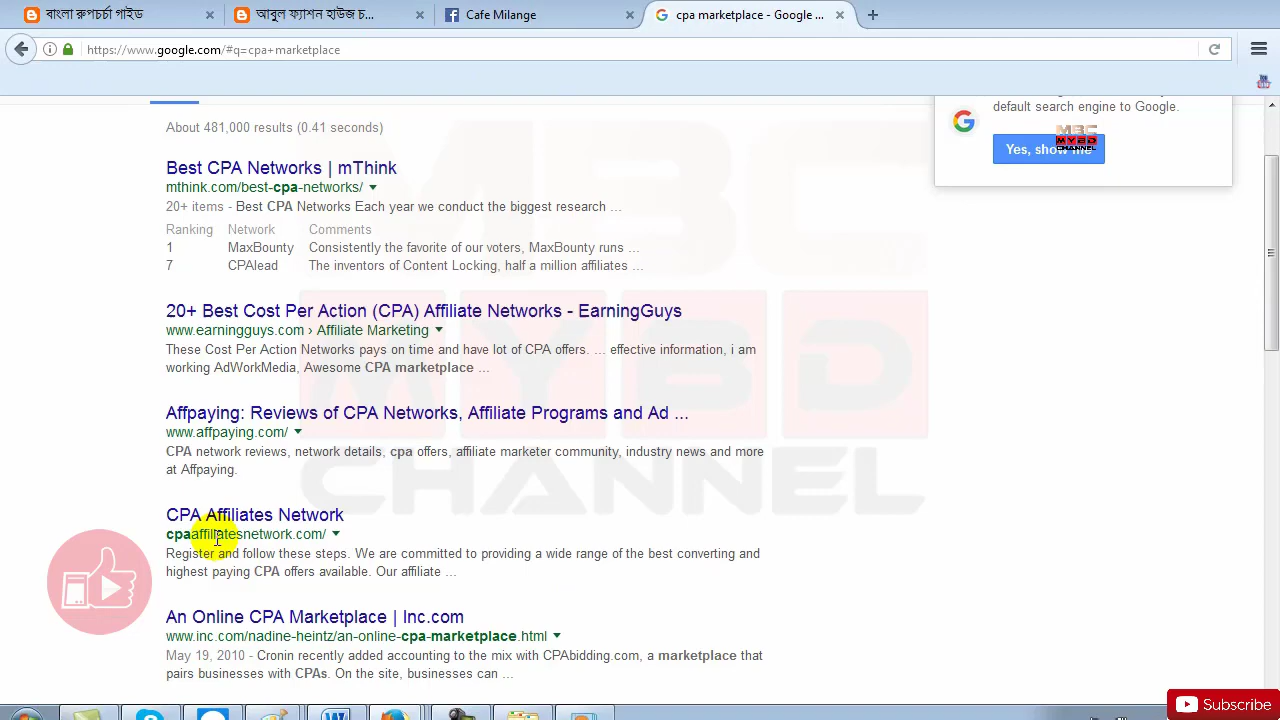 বাংলা রুপচর্চা গাইড
আবুল ফ্যাশন হাউজ চ...
Cafe Milange
cpa marketplace - Google ...
https://www.google.com/#q=cpa+marketplace
default search engine to Google.
Yes, show me
MBC
MYBD
CHANNEL
About 481,000 results (0.41 seconds)
Best CPA Networks | mThink
mthink.com/best-cpa-networks/
20+ items - Best CPA Networks Each year we conduct the biggest research ...
Ranking Network Comments
1 MaxBounty Consistently the favorite of our voters, MaxBounty runs ...
7 CPAlead The inventors of Content Locking, half a million affiliates ...
20+ Best Cost Per Action (CPA) Affiliate Networks - EarningGuys
www.earningguys.com › Affiliate Marketing
These Cost Per Action Networks pays on time and have lot of CPA offers. ... effective information, i am
working AdWorkMedia, Awesome CPA marketplace ...
Affpaying: Reviews of CPA Networks, Affiliate Programs and Ad ...
www.affpaying.com/
CPA network reviews, network details, cpa offers, affiliate marketer community, industry news and more
at Affpaying.
CPA Affiliates Network
cpaaffiliatesnetwork.com/
Register and follow these steps. We are committed to providing a wide range of the best converting and
highest paying CPA offers available. Our affiliate ...
An Online CPA Marketplace | Inc.com
www.inc.com/nadine-heintz/an-online-cpa-marketplace.html
May 19, 2010 - Cronin recently added accounting to the mix with CPAbidding.com, a marketplace that
pairs businesses with CPAs. On the site, businesses can ...
MBC
MYBD
CHANNEL
Subscribe